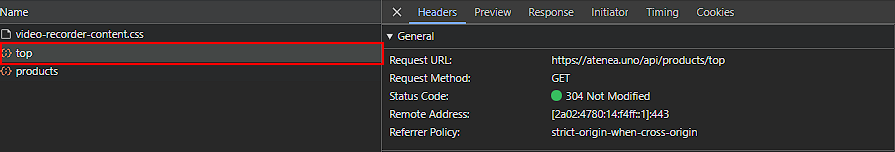 Name
Headers Preview Response Initiator Timing Cookies
video-recorder-content.css
top
products
General
Request URL: https://atenea.uno/api/products/top
Request Method: GET
Status Code: 304 Not Modified
Remote Address: [2a02:4780:14:f4ff::1]:443
Referrer Policy: strict-origin-when-cross-origin